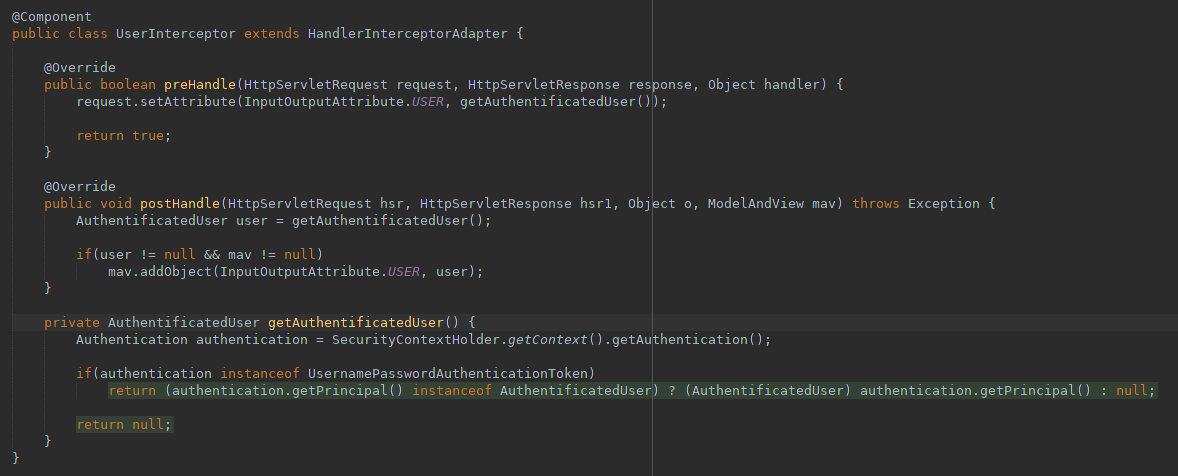 @Component
public class UserInterceptor extends HandlerInterceptorAdapter {
@Override
public boolean preHandle(HttpServletRequest request, HttpServletResponse response, Object handler) {
request.setAttribute(InputOutputAttribute.USER, getAuthentificatedUser());
return true;
}
@Override
public void postHandle(HttpServletRequest hsr, HttpServletResponse hsr1, Object o, ModelAndView mav) throws Exception {
AuthentificatedUser user = getAuthentificatedUser();
if(user != null && mav != null)
mav.addObject(InputOutputAttribute.USER, user);
}
private AuthentificatedUser getAuthentificatedUser() {
Authentication authentication = SecurityContextHolder.getContext().getAuthentication();
if(authentication instanceof UsernamePasswordAuthenticationToken)
return (authentication.getPrincipal() instanceof AuthentificatedUser) ? (AuthentificatedUser) authentication.getPrincipal() : null;
return null;
}
}